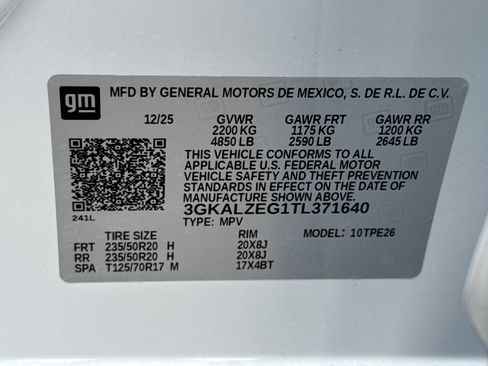 gm
MFD BY GENERAL MOTORS DE MEXICO, S. DE R.L. DE C.V.
12/25 GVWR GAWR FRT GAWR RR
2200 KG 1175 KG 1200 KG
4850 LB 2590 LB 2645 LB
THIS VEHICLE CONFORMS TO ALL
APPLICABLE U.S. FEDERAL MOTOR
VEHICLE SAFETY AND THEFT PREVENTION
STANDARDS IN EFFECT ON THE DATE OF
MANUFACTURE SHOWN ABOVE.
241L
3GKALZEG1TL371640
TYPE: MPV
TIRE SIZE RIM MODEL: 10TPE26
FRT 235/50R20 H 20X8J
RR 235/50R20 H 20X8J
SPA T125/70R17 M 17X4BT